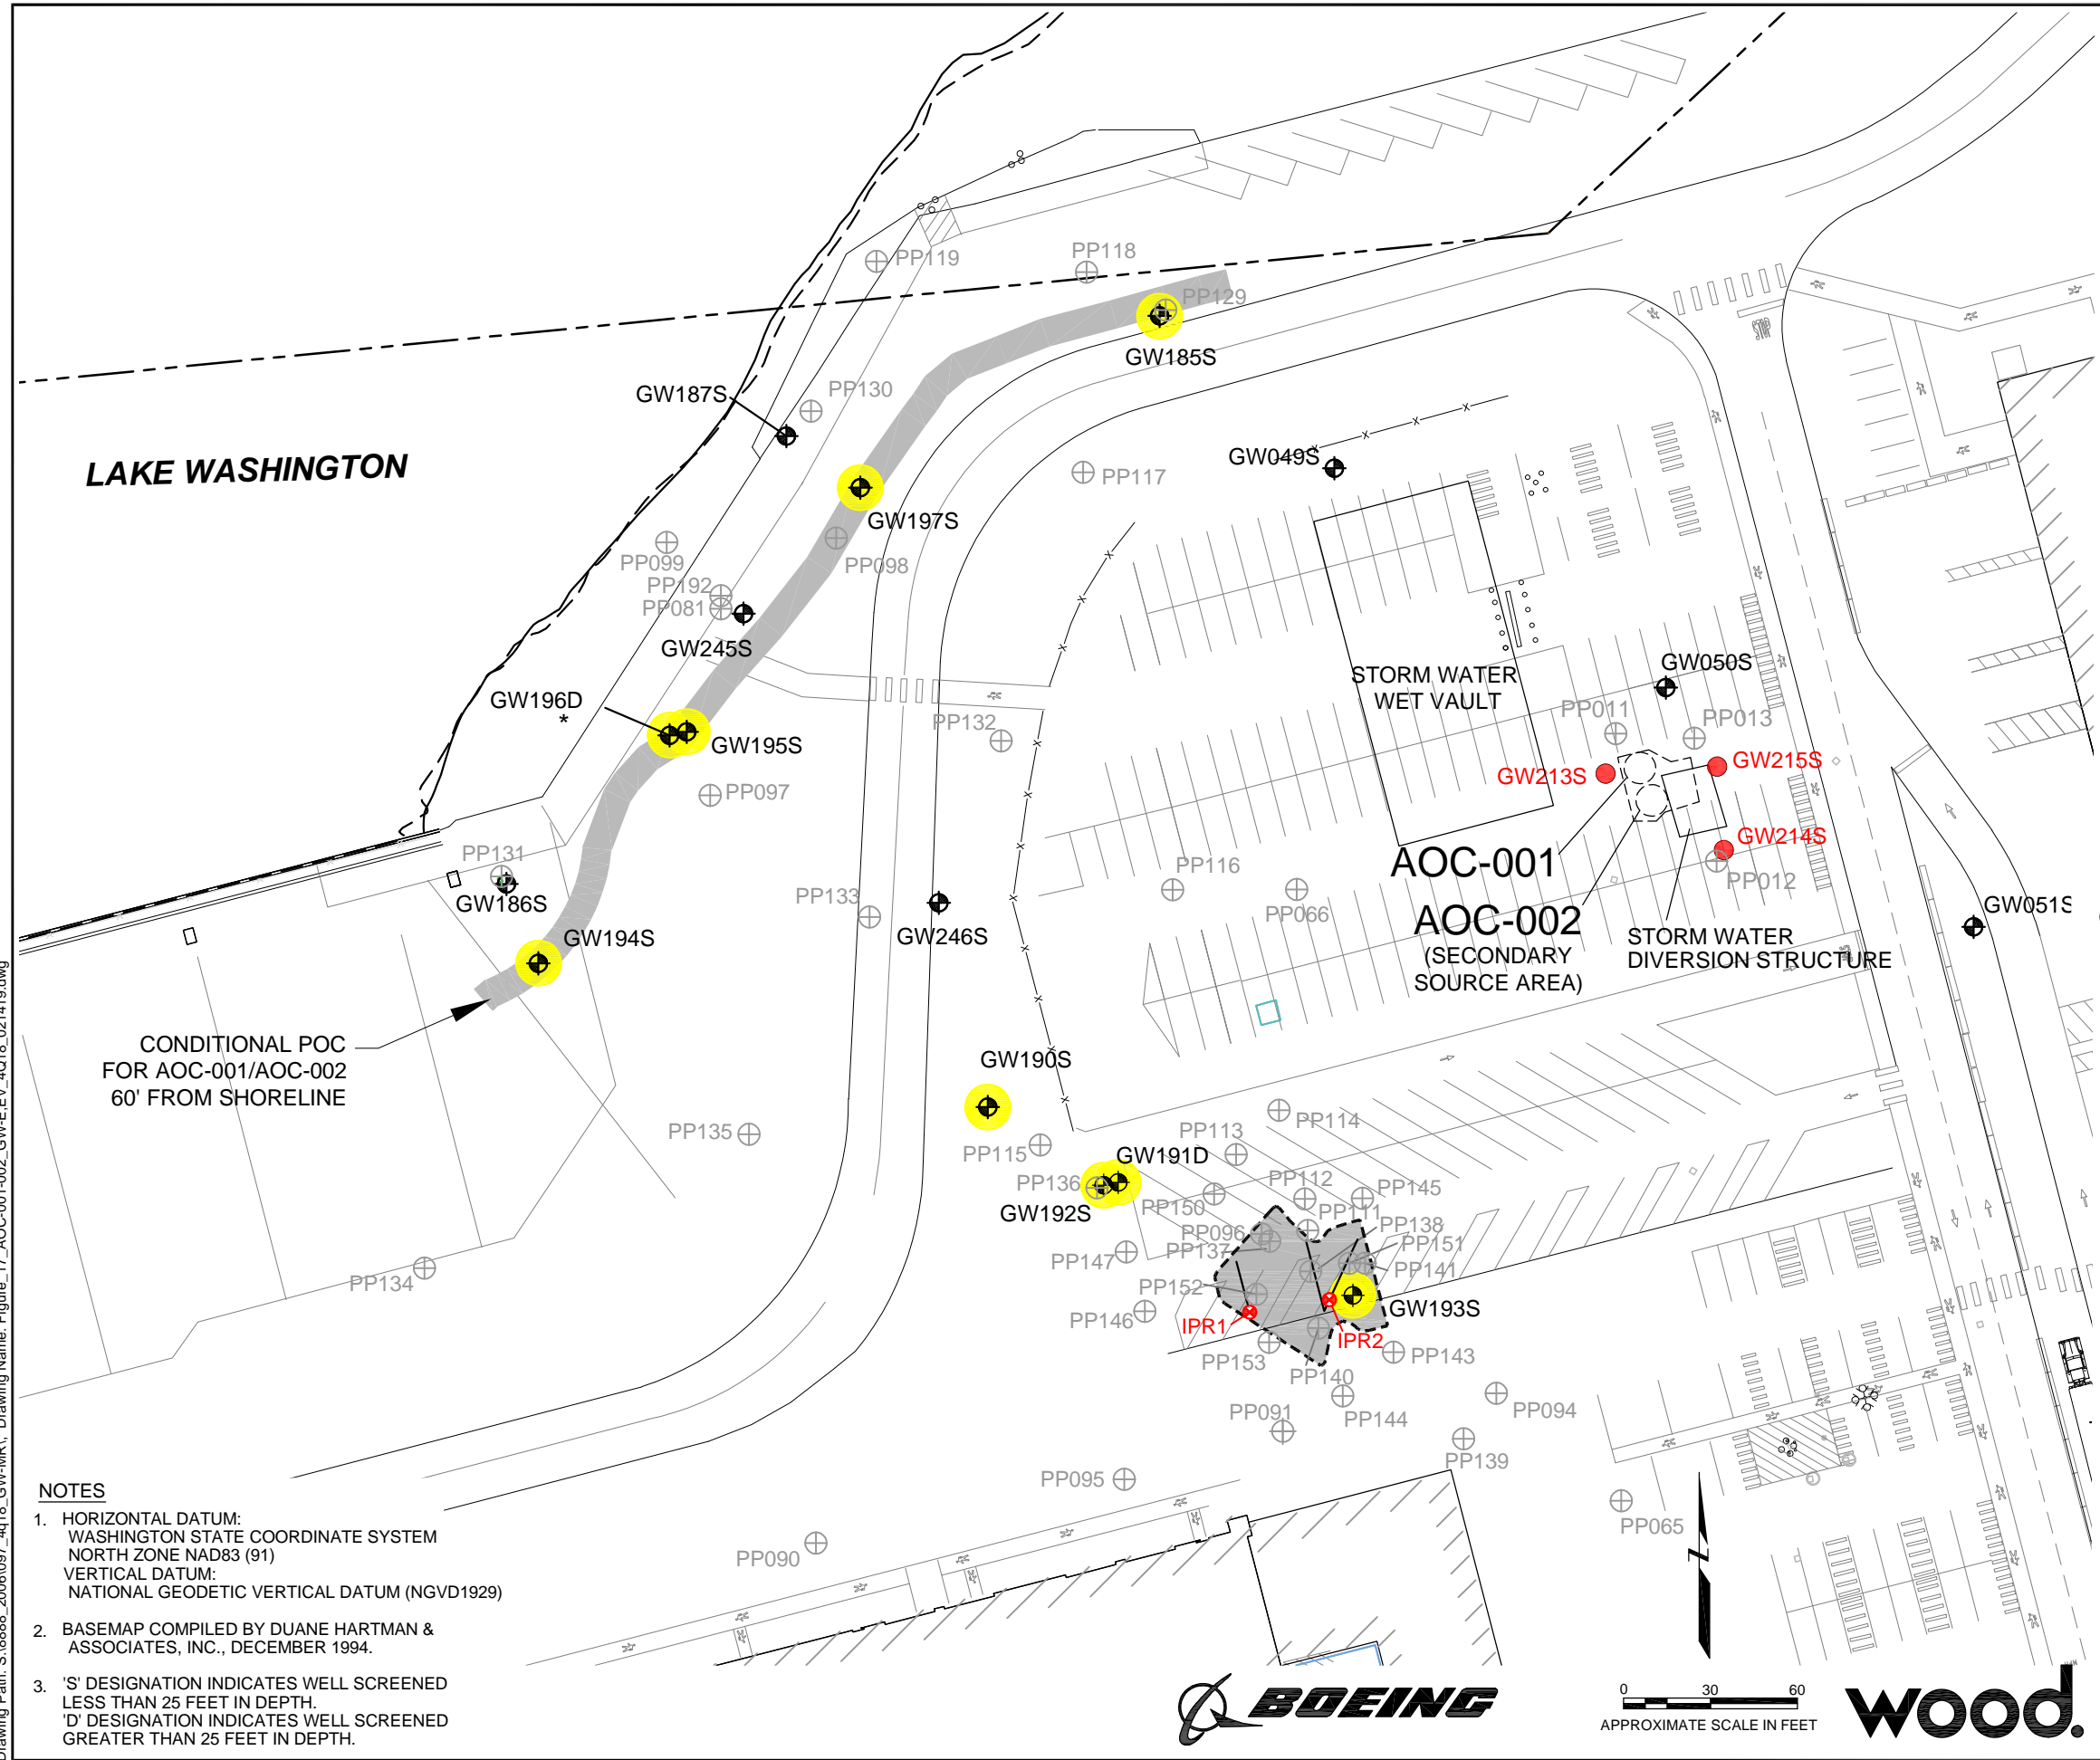 PP118
PP119
PP129
GW185S
GW187S
PP130
LAKE WASHINGTON
GW049S
PP117
GW197S
PP099
PP098
PP192
PP081
GW245S
STORM WATER
WET VAULT
GW050S
GW196D
*
GW195S
PP132
PP011
PP013
GW213S
GW215S
PP097
GW214S
PP131
GW186S
PP133
PP116
PP066
AOC-001
PP012
GW194S
GW246S
AOC-002
(SECONDARY
SOURCE AREA)
STORM WATER
DIVERSION STRUCTURE
GW051S
CONDITIONAL POC
FOR AOC-001/AOC-002
60' FROM SHORELINE
GW190S
PP135
PP115
PP113
PP114
GW191D
PP136
PP112
PP145
GW192S
PP150
PP111
PP096
PP138
PP137
PP151
PP147
PP141
PP134
PP152
PP146
IPR1
GW193S
IPR2
PP153
PP143
PP140
PP091
PP144
PP094
PP139
PP095
PP065
PP090
NOTES
1. HORIZONTAL DATUM:
WASHINGTON STATE COORDINATE SYSTEM
NORTH ZONE NAD83 (91)
VERTICAL DATUM:
NATIONAL GEODETIC VERTICAL DATUM (NGVD1929)
2. BASEMAP COMPILED BY DUANE HARTMAN &
ASSOCIATES, INC., DECEMBER 1994.
3. 'S' DESIGNATION INDICATES WELL SCREENED
LESS THAN 25 FEET IN DEPTH.
'D' DESIGNATION INDICATES WELL SCREENED
GREATER THAN 25 FEET IN DEPTH.
BOEING
N
0 30 60
APPROXIMATE SCALE IN FEET
wood.